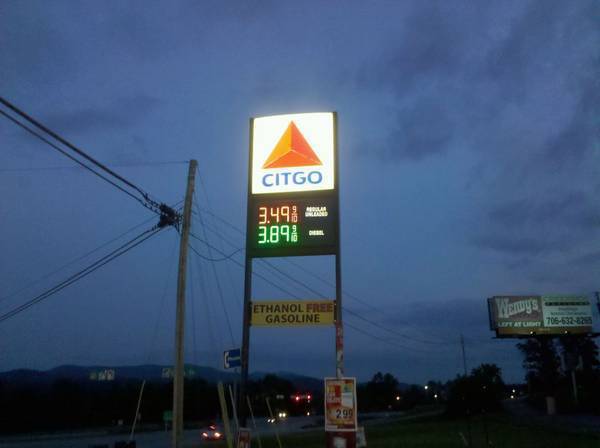 CITGO
3.49 9/10 REGULAR
UNLEADED
3.89 9/10 DIESEL
ETHANOL FREE
GASOLINE
Wendy's
LEFT AT LIGHT
706-632-8269
2.99